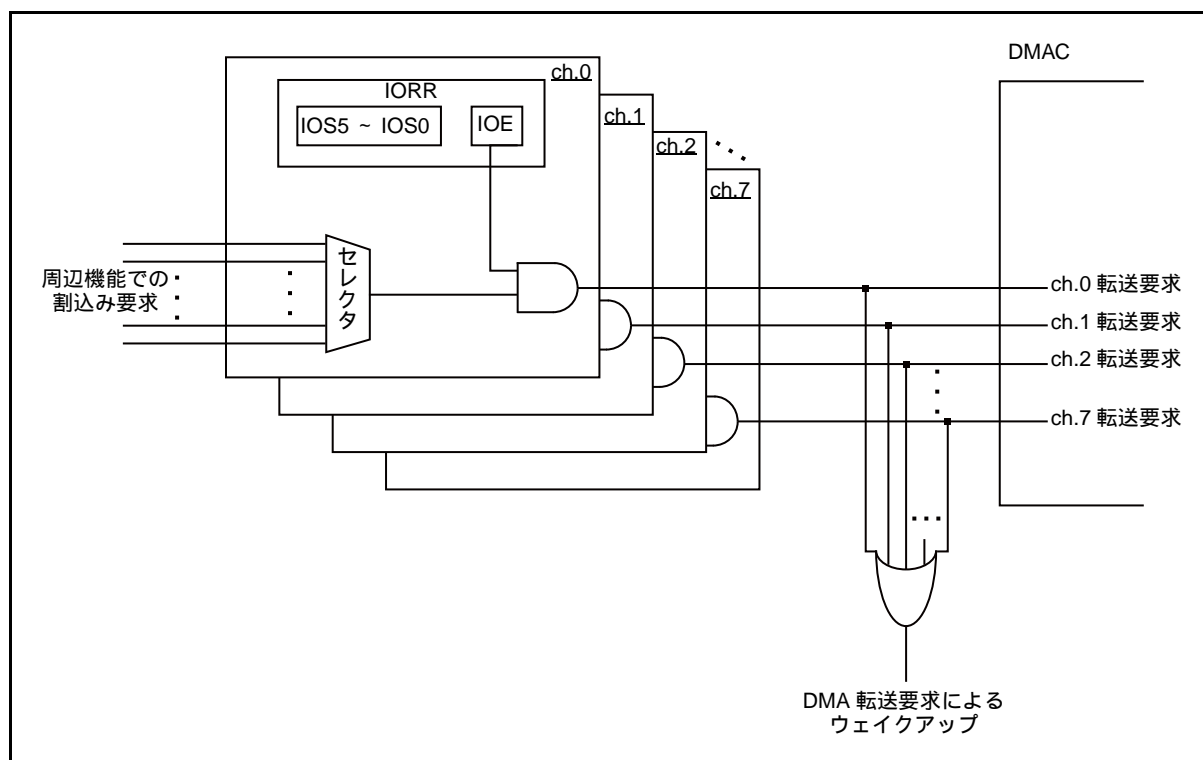 DMAC
ch.0
IORR
IOS5 ~ IOS0
IOE
ch.1
ch.2
ch.7
セレクタ
周辺機能での
割込み要求
ch.0 転送要求
ch.1 転送要求
ch.2 転送要求
ch.7 転送要求
DMA 転送要求による
ウェイクアップ